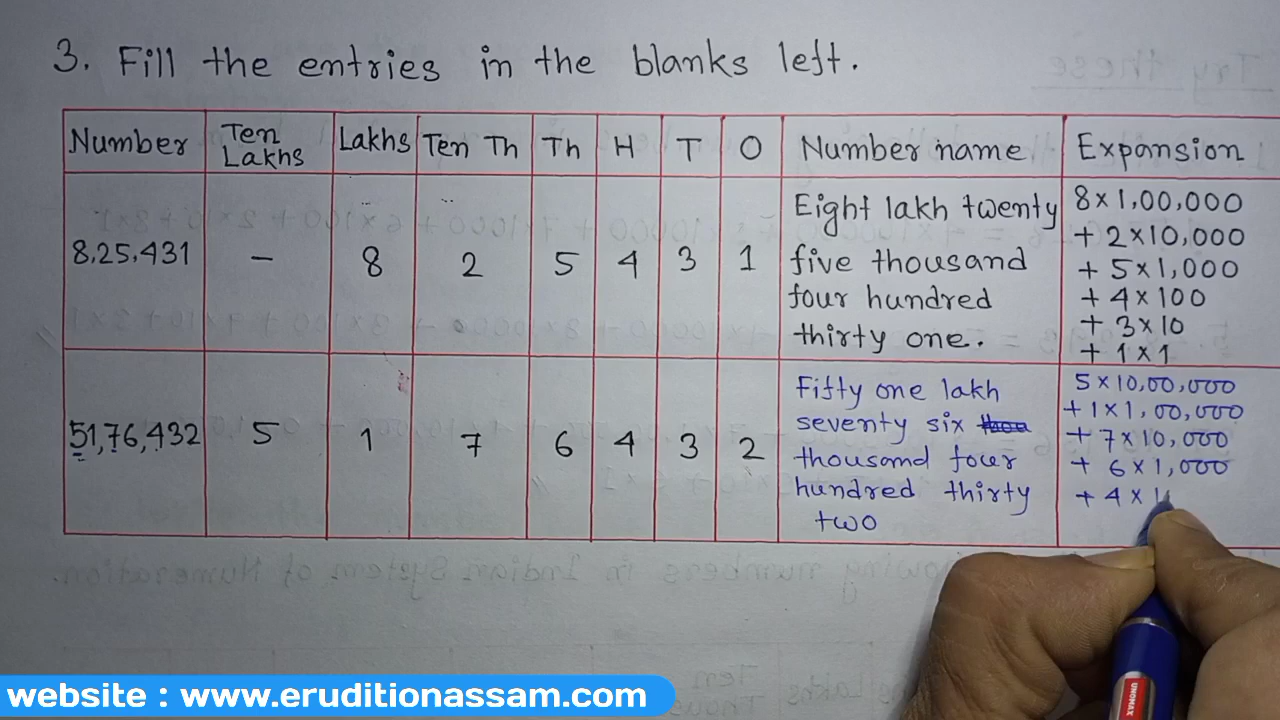 3. Fill the entries in the blanks left.
Number Ten Lakhs Lakhs Ten Th Th H T O Number name Expansion
8,25,431 – 8 2 5 4 3 1
Eight lakh twenty
five thousand
four hundred
thirty one.
8 × 1,00,000
+ 2 × 10,000
+ 5 × 1,000
+ 4 × 100
+ 3 × 10
+ 1 × 1
51,76,432 5 1 7 6 4 3 2
Fifty one lakh
seventy six
thousand four
hundred thirty
two
5 × 10,00,000
+ 1 × 1,00,000
+ 7 × 10,000
+ 6 × 1,000
+ 4 × 1
UNOMAX
website : www.eruditionassam.com